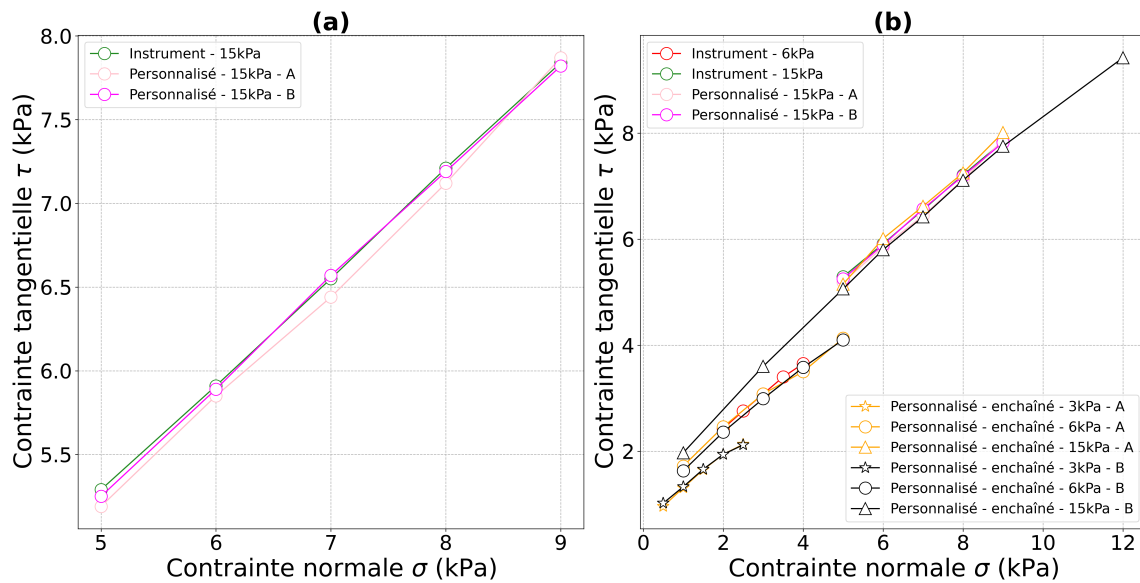 (a)
Contrainte tangentielle τ (kPa)
8.0
7.5
7.0
6.5
6.0
5.5
Instrument - 15kPa
Personnalisé - 15kPa - A
Personnalisé - 15kPa - B
5 6 7 8 9
Contrainte normale σ (kPa)
(b)
Contrainte tangentielle τ (kPa)
8
6
4
2
Instrument - 6kPa
Instrument - 15kPa
Personnalisé - 15kPa - A
Personnalisé - 15kPa - B
Personnalisé - enchaîné - 3kPa - A
Personnalisé - enchaîné - 6kPa - A
Personnalisé - enchaîné - 15kPa - A
Personnalisé - enchaîné - 3kPa - B
Personnalisé - enchaîné - 6kPa - B
Personnalisé - enchaîné - 15kPa - B
0 2 4 6 8 10 12
Contrainte normale σ (kPa)